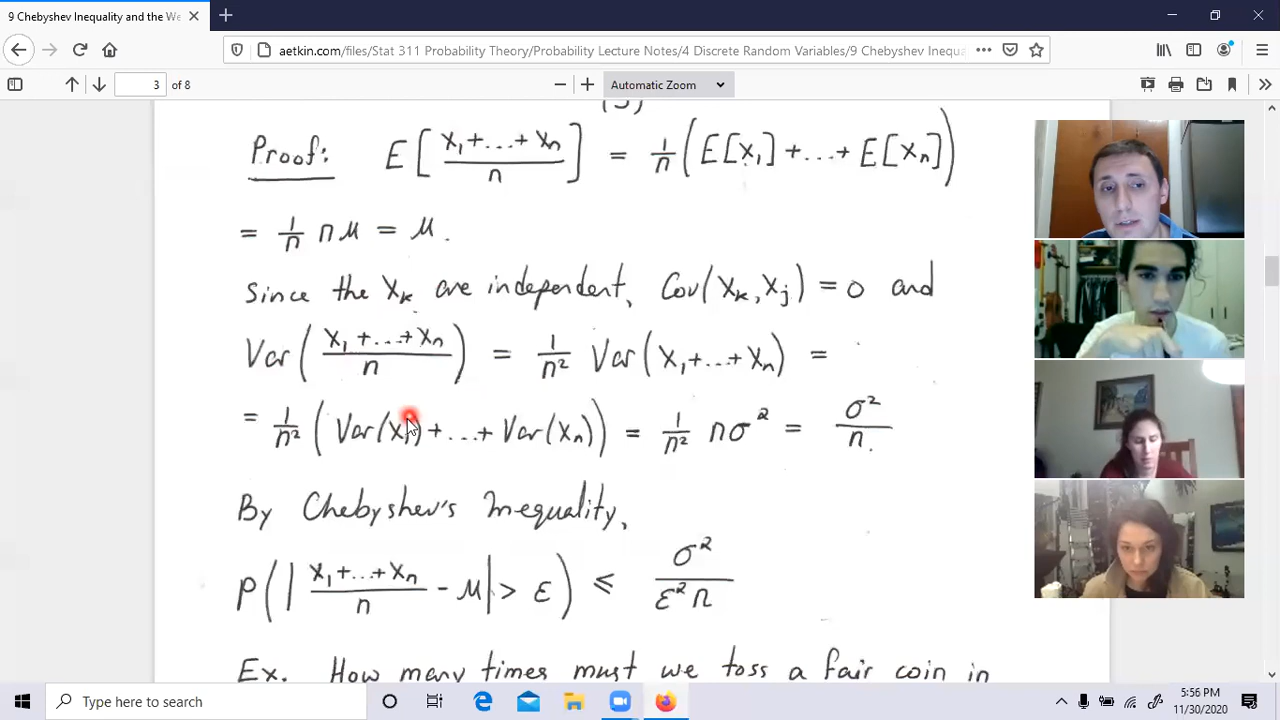 9 Chebyshev Inequality and the We
aetkin.com/files/Stat 311 Probability Theory/Probability Lecture Notes/4 Discrete Random Variables/9 Chebyshev Inequa
3 of 8
Automatic Zoom
(3)
Proof: E[(X₁+...+Xₙ)/n] = 1/n (E[X₁]+...+E[Xₙ])
= 1/n nμ = μ.
Since the Xₖ are independent, Cov(Xₖ,Xⱼ) = 0 and
Var((X₁+...+Xₙ)/n) = 1/n² Var(X₁+...+Xₙ) =
= 1/n² (Var(X₁)+...+Var(Xₙ)) = 1/n² nσ² = σ²/n.
By Chebyshev's Inequality,
P(|(X₁+...+Xₙ)/n - μ| > ε) ≤ σ²/(ε²n)
Ex. How many times must we toss a fair coin in
Type here to search
5:56 PM
11/30/2020